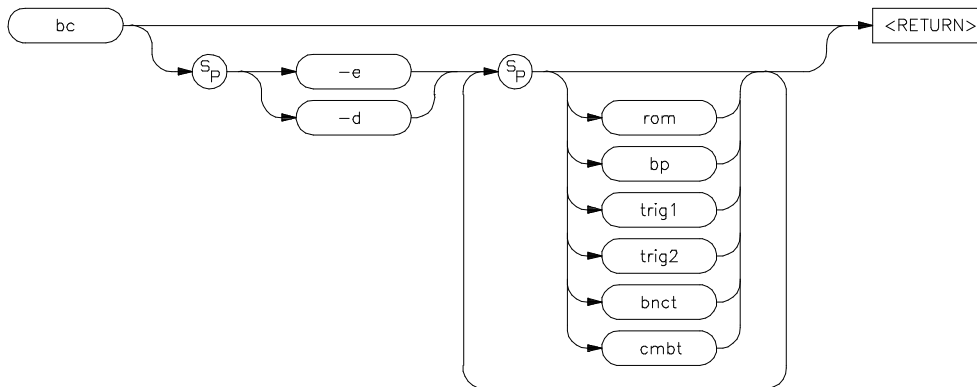 bc
<RETURN>
SP
-e
SP
-d
rom
bp
trig1
trig2
bnct
cmbt